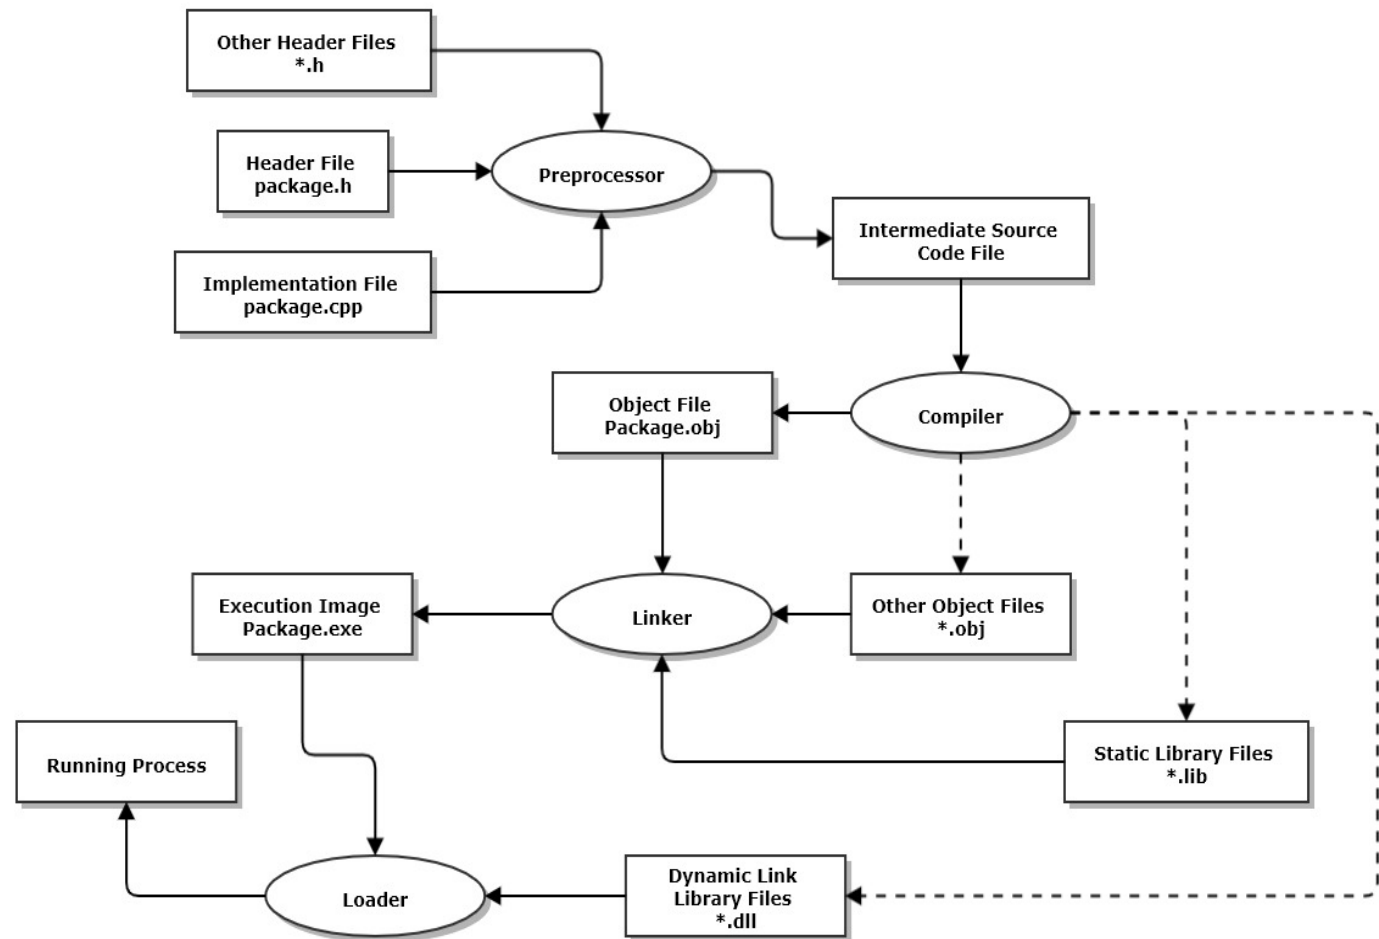 Other Header Files
*.h
Header File
package.h
Preprocessor
Implementation File
package.cpp
Intermediate Source
Code File
Object File
Package.obj
Compiler
Execution Image
Package.exe
Linker
Other Object Files
*.obj
Running Process
Static Library Files
*.lib
Loader
Dynamic Link
Library Files
*.dll